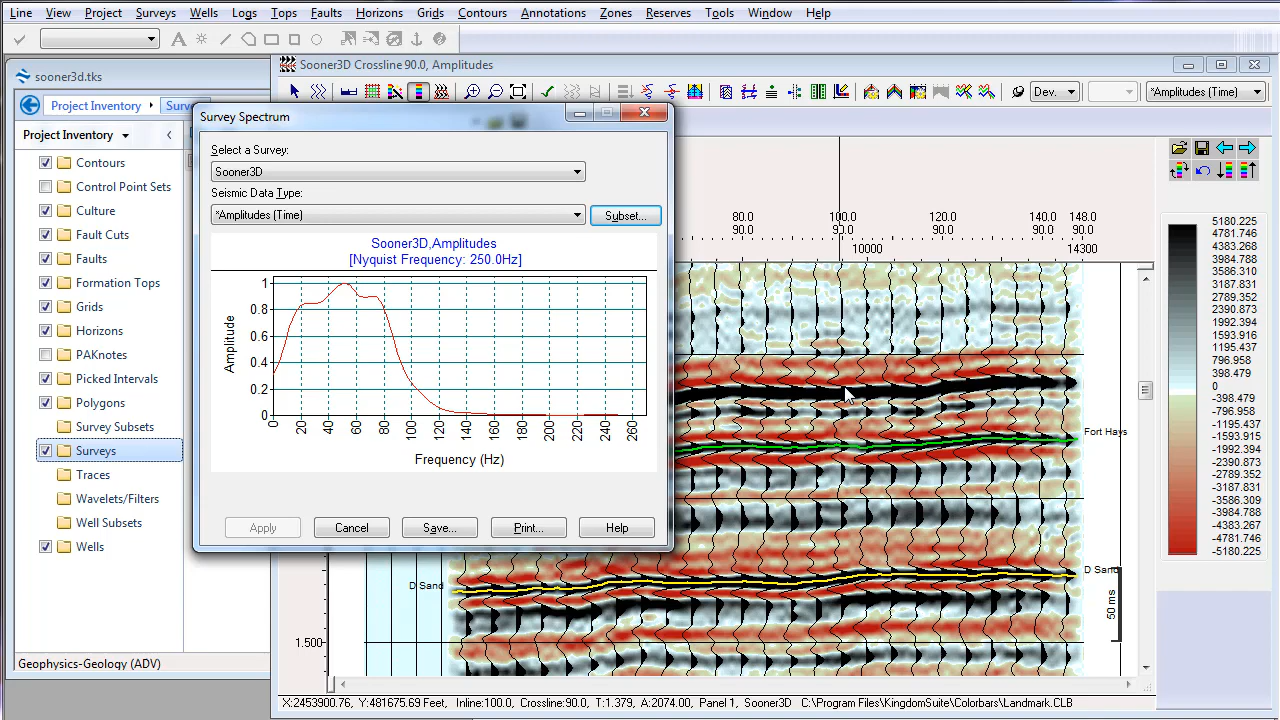 Line View Project Surveys Wells Logs Tops Faults Horizons Grids Contours Annotations Zones Reserves Tools Window Help
sooner3d.tks
Project Inventory Surv
Project Inventory
Contours
Control Point Sets
Culture
Fault Cuts
Faults
Formation Tops
Grids
Horizons
PAKnotes
Picked Intervals
Polygons
Survey Subsets
Surveys
Traces
Wavelets/Filters
Well Subsets
Wells
Geophysics-Geology (ADV)
Sooner3D Crossline 90.0, Amplitudes
Dev... *Amplitudes (Time)
Survey Spectrum
Select a Survey:
Sooner3D
Seismic Data Type:
*Amplitudes (Time) Subset...
Sooner3D,Amplitudes
[Nyquist Frequency: 250.0Hz]
Amplitude
1
0.8
0.6
0.4
0.2
0
0 20 40 60 80 100 120 140 160 180 200 220 240 260
Frequency (Hz)
Apply Cancel Save... Print... Help
80.0 100.0 120.0 140.0 148.0
90.0 90.0 90.0 90.0 90.0
10000 14300
Fort Hays
D Sand
D Sand
50 ms
1.500
5180.225
4781.746
4383.268
3984.788
3586.310
3187.831
2789.352
2390.873
1992.394
1593.916
1195.437
796.958
398.479
0
-398.479
-796.958
-1195.437
-1593.915
-1992.394
-2390.873
-2789.352
-3187.831
-3586.309
-3984.788
-4383.267
-4781.746
-5180.225
X:2453900.76, Y:481675.69 Feet, Inline:100.0, Crossline:90.0, T:1.379, A:2074.00, Panel 1, Sooner3D C:\Program Files\KingdomSuite\Colorbars\Landmark.CLB